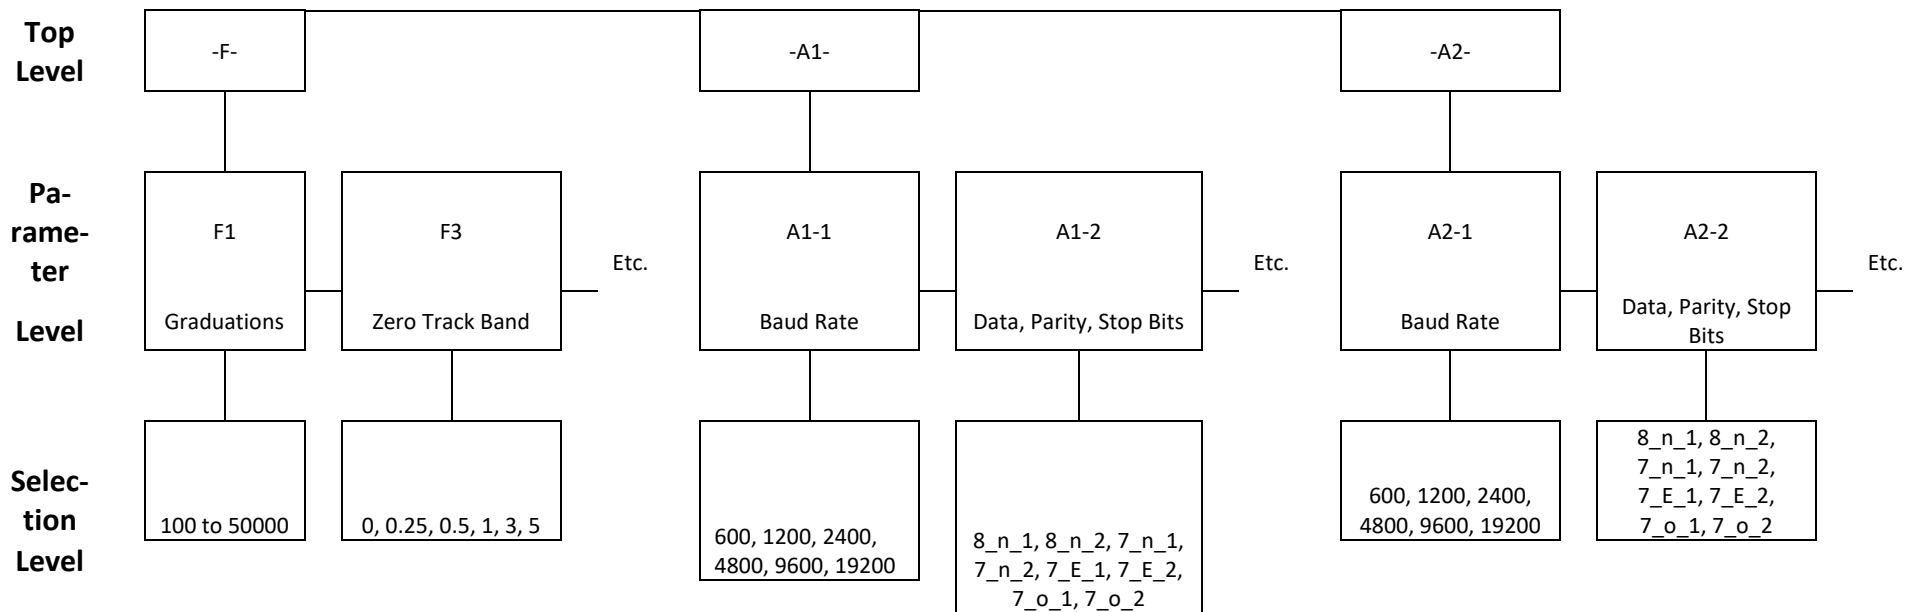 Top
Level
-F-
-A1-
-A2-
Pa-
rame-
ter
Level
F1
Graduations
F3
Zero Track Band
Etc.
A1-1
Baud Rate
A1-2
Data, Parity, Stop Bits
Etc.
A2-1
Baud Rate
A2-2
Data, Parity, Stop
Bits
Etc.
Selec-
tion
Level
100 to 50000
0, 0.25, 0.5, 1, 3, 5
600, 1200, 2400,
4800, 9600, 19200
8_n_1, 8_n_2, 7_n_1,
7_n_2, 7_E_1, 7_E_2,
7_o_1, 7_o_2
600, 1200, 2400,
4800, 9600, 19200
8_n_1, 8_n_2,
7_n_1, 7_n_2,
7_E_1, 7_E_2,
7_o_1, 7_o_2